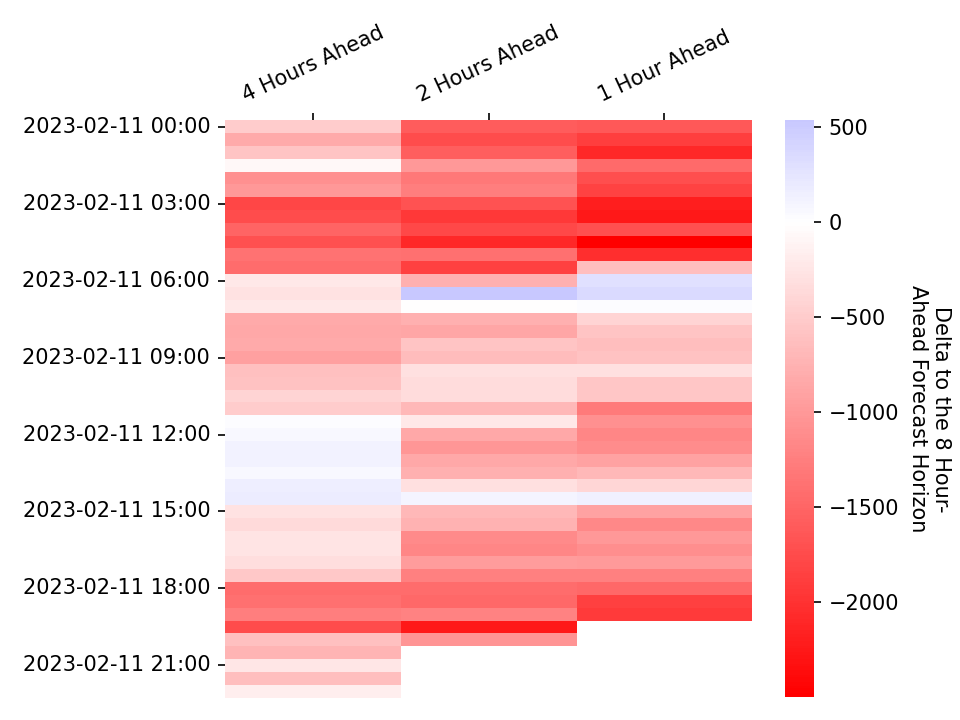 4 Hours Ahead
2 Hours Ahead
1 Hour Ahead
2023-02-11 00:00
2023-02-11 03:00
2023-02-11 06:00
2023-02-11 09:00
2023-02-11 12:00
2023-02-11 15:00
2023-02-11 18:00
2023-02-11 21:00
500
0
−500
−1000
−1500
−2000
Delta to the 8 Hour-
Ahead Forecast Horizon